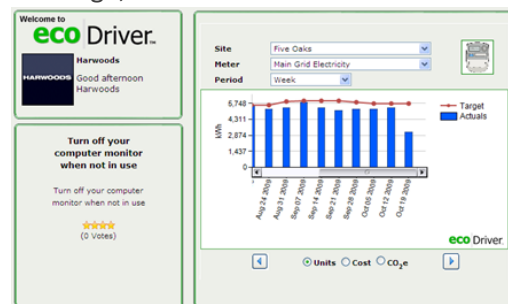 Welcome to
eco Driver™
HARWOODS
Harwoods
Good afternoon
Harwoods
Turn off your
computer monitor
when not in use
Turn off your computer
monitor when not in use
(0 Votes)
Site Five Oaks
Meter Main Grid Electricity
Period Week
kWh
5,748
4,311
2,874
1,437
0
Target
Actuals
Aug 24 2009
Aug 31 2009
Sep 07 2009
Sep 14 2009
Sep 21 2009
Sep 28 2009
Oct 05 2009
Oct 12 2009
Oct 19 2009
eco Driver
Units Cost CO2e